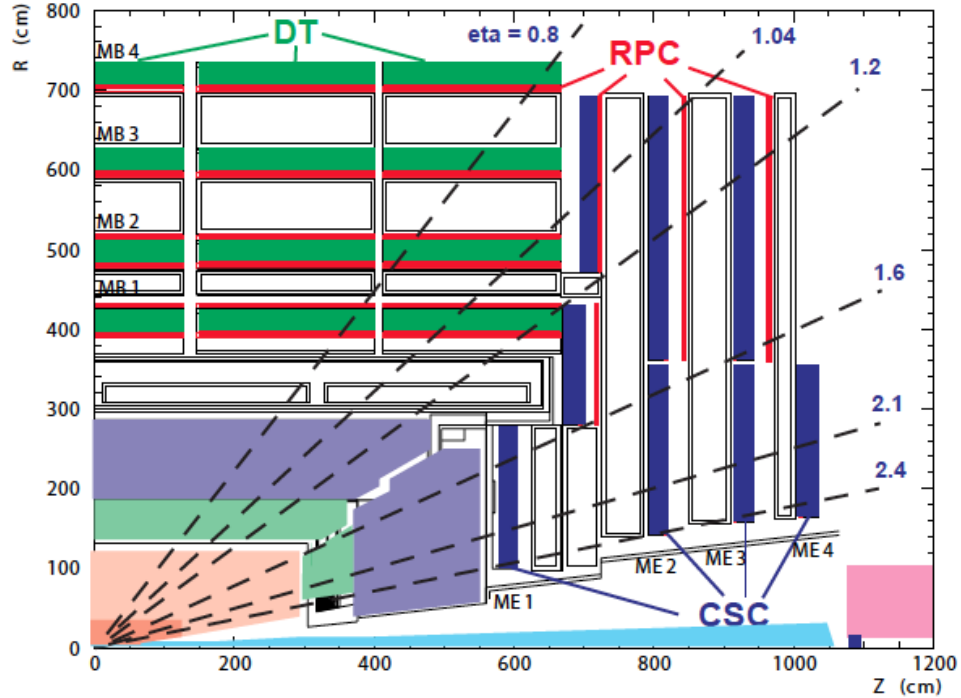 R (cm)
800
700
600
500
400
300
200
100
0
MB 4
MB 3
MB 2
MB 1
DT
eta = 0.8
1.04
1.2
RPC
1.6
2.1
2.4
ME 1
ME 2
ME 3
ME 4
CSC
0
200
400
600
800
1000
1200
Z (cm)